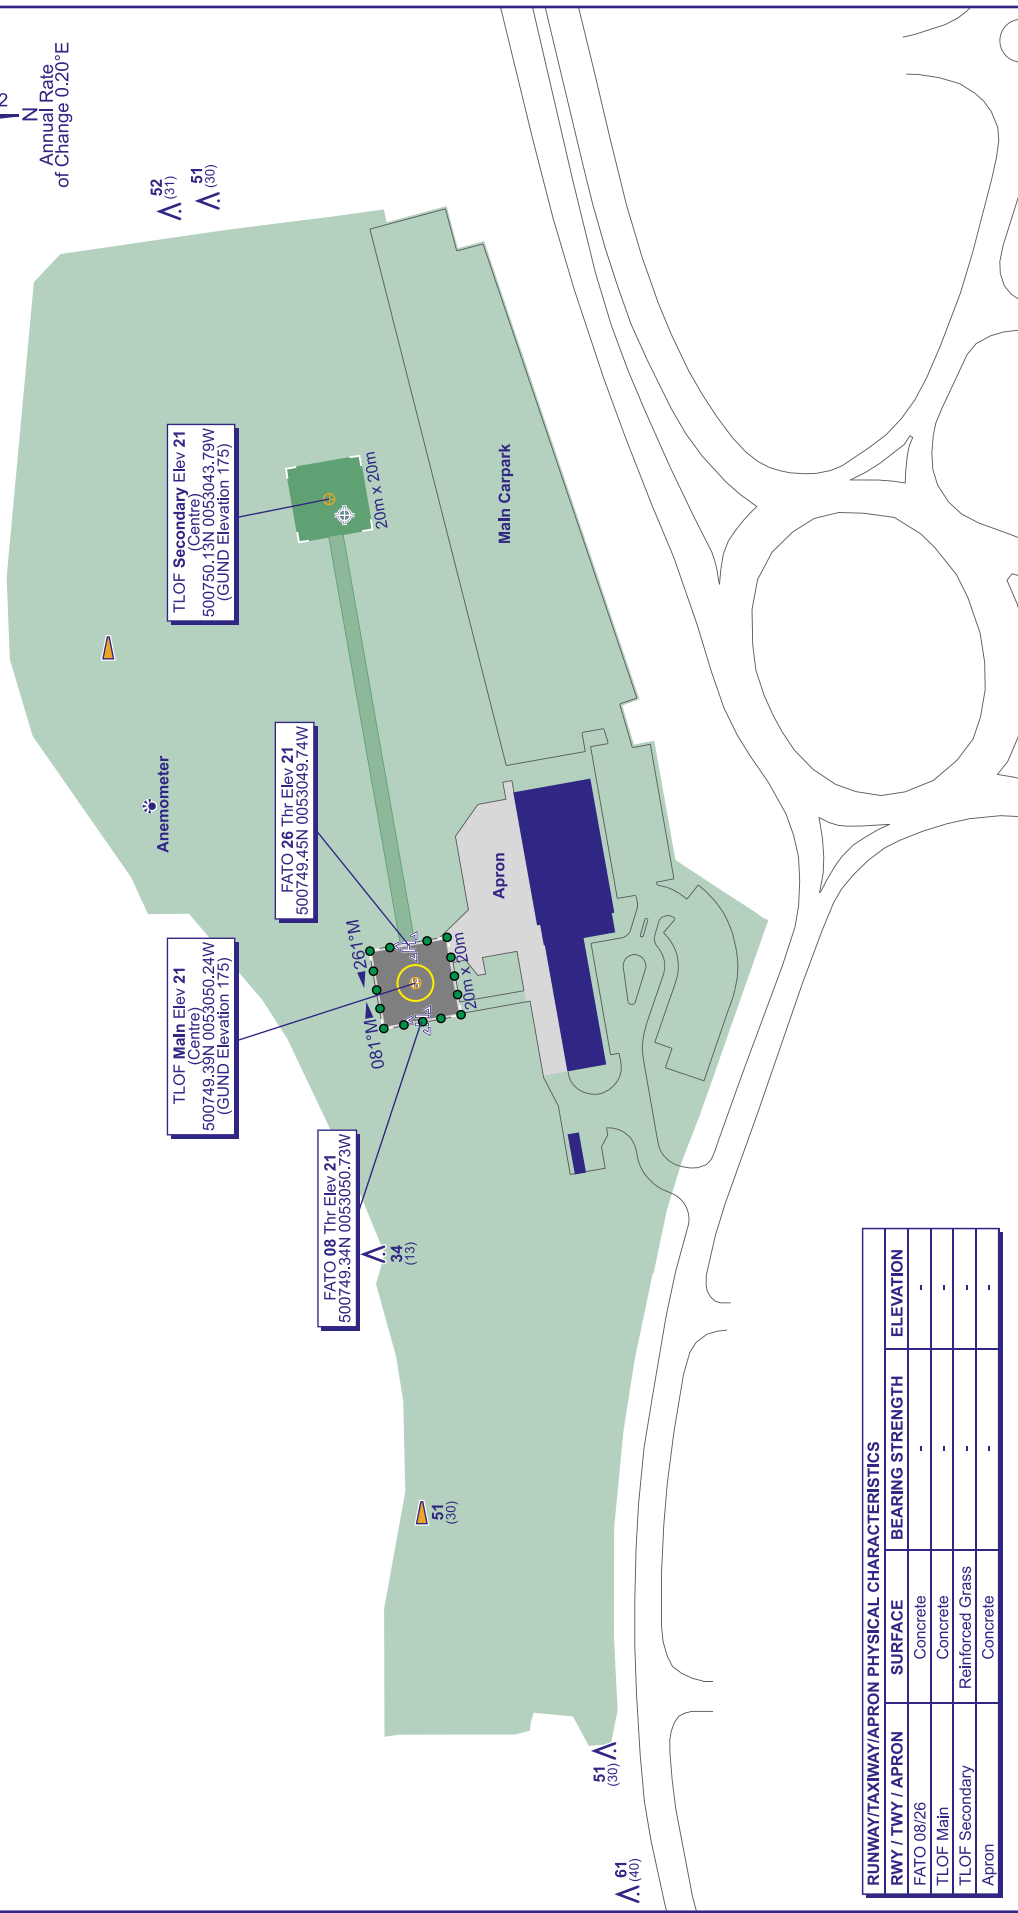 2
N
Annual Rate
of Change 0.20°E
52
(31)
51
(30)
TLOF Secondary Elev 21
(Centre)
500750.13N 0053043.79W
(GUND Elevation 175)
20m x 20m
Main Carpark
Anemometer
FATO 26 Thr Elev 21
500749.45N 0053049.74W
Apron
TLOF Main Elev 21
(Centre)
500749.39N 0053050.24W
(GUND Elevation 175)
261°M
081°M
H
H
H
20m x 20m
FATO 08 Thr Elev 21
500749.34N 0053050.73W
34
(13)
51
(30)
51
(30)
61
(40)
RUNWAY/TAXIWAY/APRON PHYSICAL CHARACTERISTICS
RWY / TWY / APRON SURFACE BEARING STRENGTH ELEVATION
FATO 08/26 Concrete - -
TLOF Main Concrete - -
TLOF Secondary Reinforced Grass - -
Apron Concrete - -